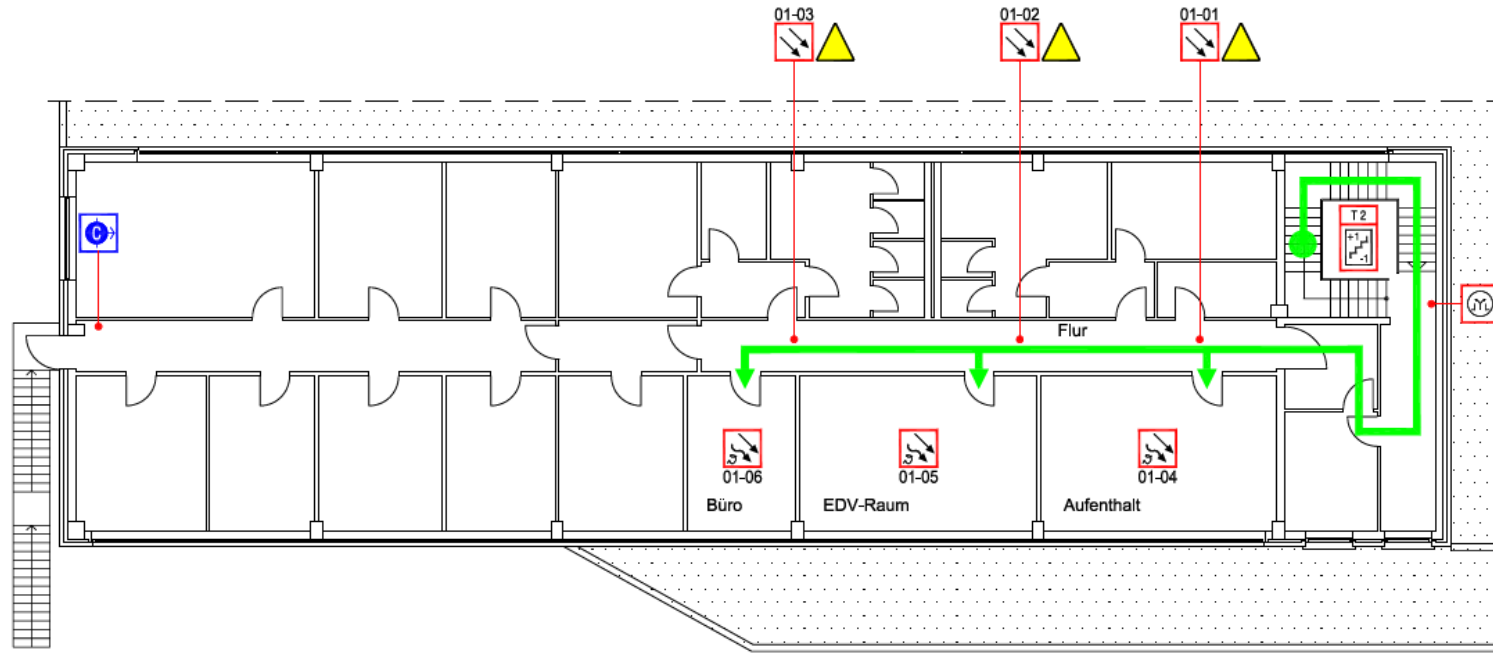 01-03
01-02
01-01
C
T 2
+1
-1
Flur
01-06
01-05
01-04
Büro
EDV-Raum
Aufenthalt